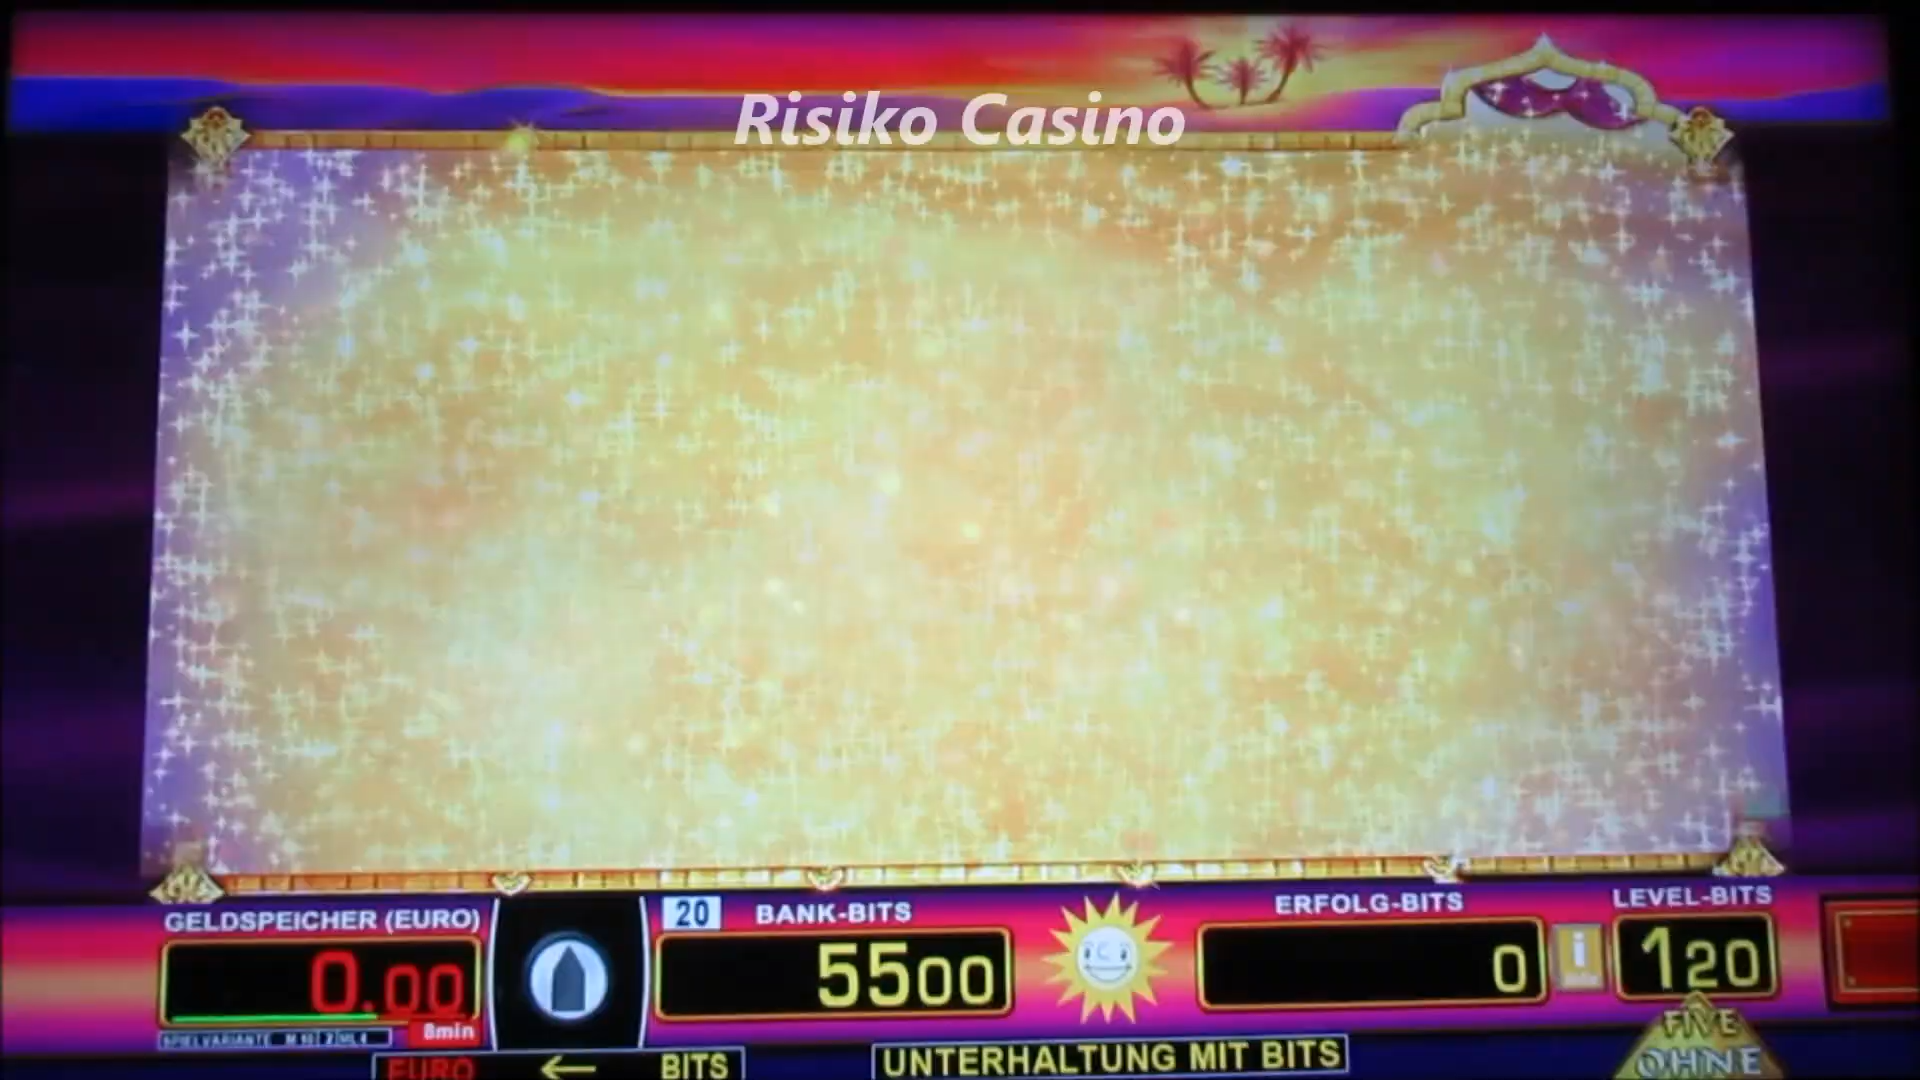 Risiko Casino
GELDSPEICHER (EURO)
20 BANK-BITS
ERFOLG-BITS
LEVEL-BITS
0.00
5500
0
i
120
8min
SPIELVARIANTE
EURO ← BITS
UNTERHALTUNG MIT BITS
FIVE
OHNE